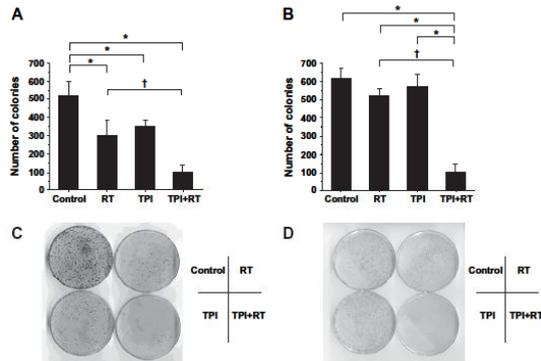 A
Number of colonies
700
600
500
400
300
200
100
0
Control RT TPI TPI+RT
*
*
*
†
B
Number of colonies
700
600
500
400
300
200
100
0
Control RT TPI TPI+RT
*
*
*
†
C
Control RT
TPI TPI+RT
D
Control RT
TPI TPI+RT